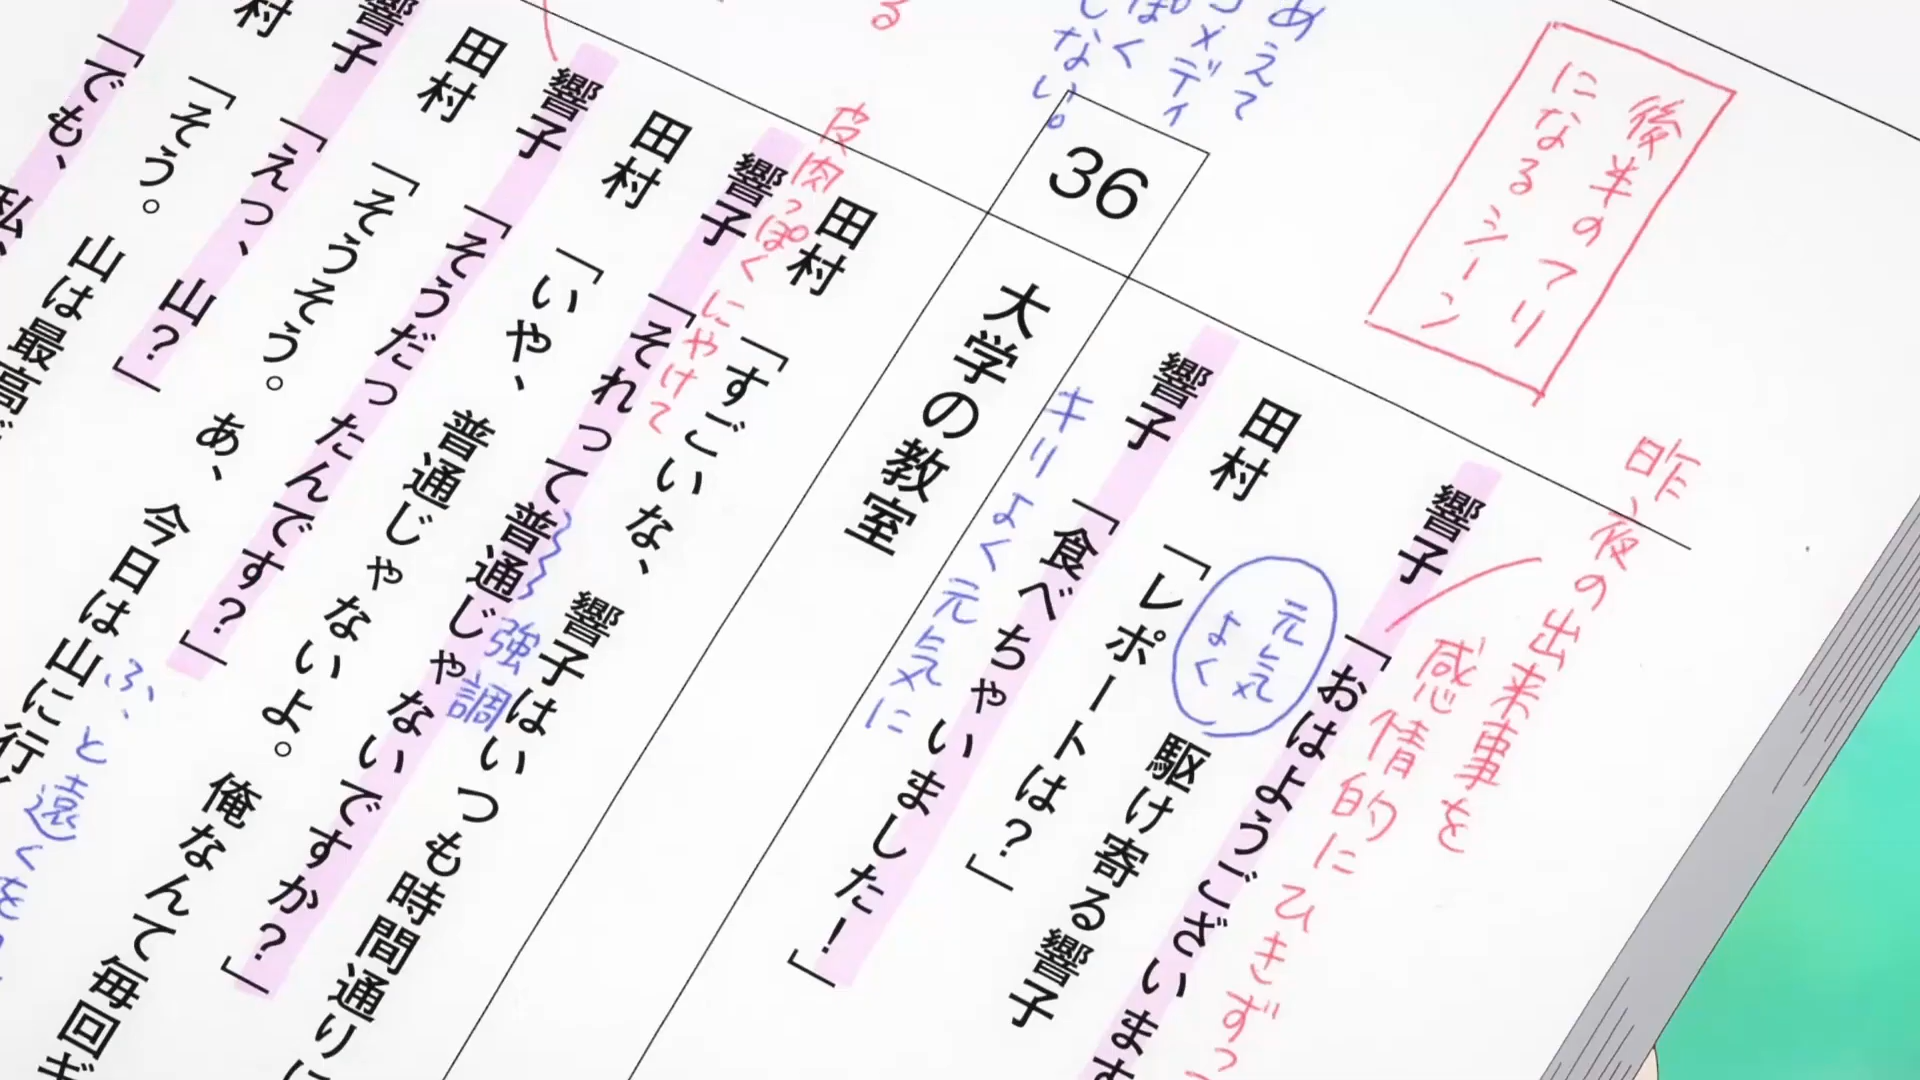 後半のフリ
になるシーン
昨夜の出来事を
感情的にひきずっ
響子「おはようございます
元気
よく
田村「レポートは?」
駆け寄る響子
響子「食べちゃいました!」
キリよく元気に
あえて
コメディ
っぽく
しない。
36
大学の教室
田村「すごいな、響子はいつも時間通りに
皮肉っぽくにやけて
響子「それって普通じゃないですか?」
強調
田村「いや、普通じゃないよ。俺なんて毎回ギ
響子「そうだったんです?」
田村「そうそう。あ、今日は山に行く
ふ、と遠くを
響子「えっ、山?」
村「そう。山は最高
「でも、私、
る